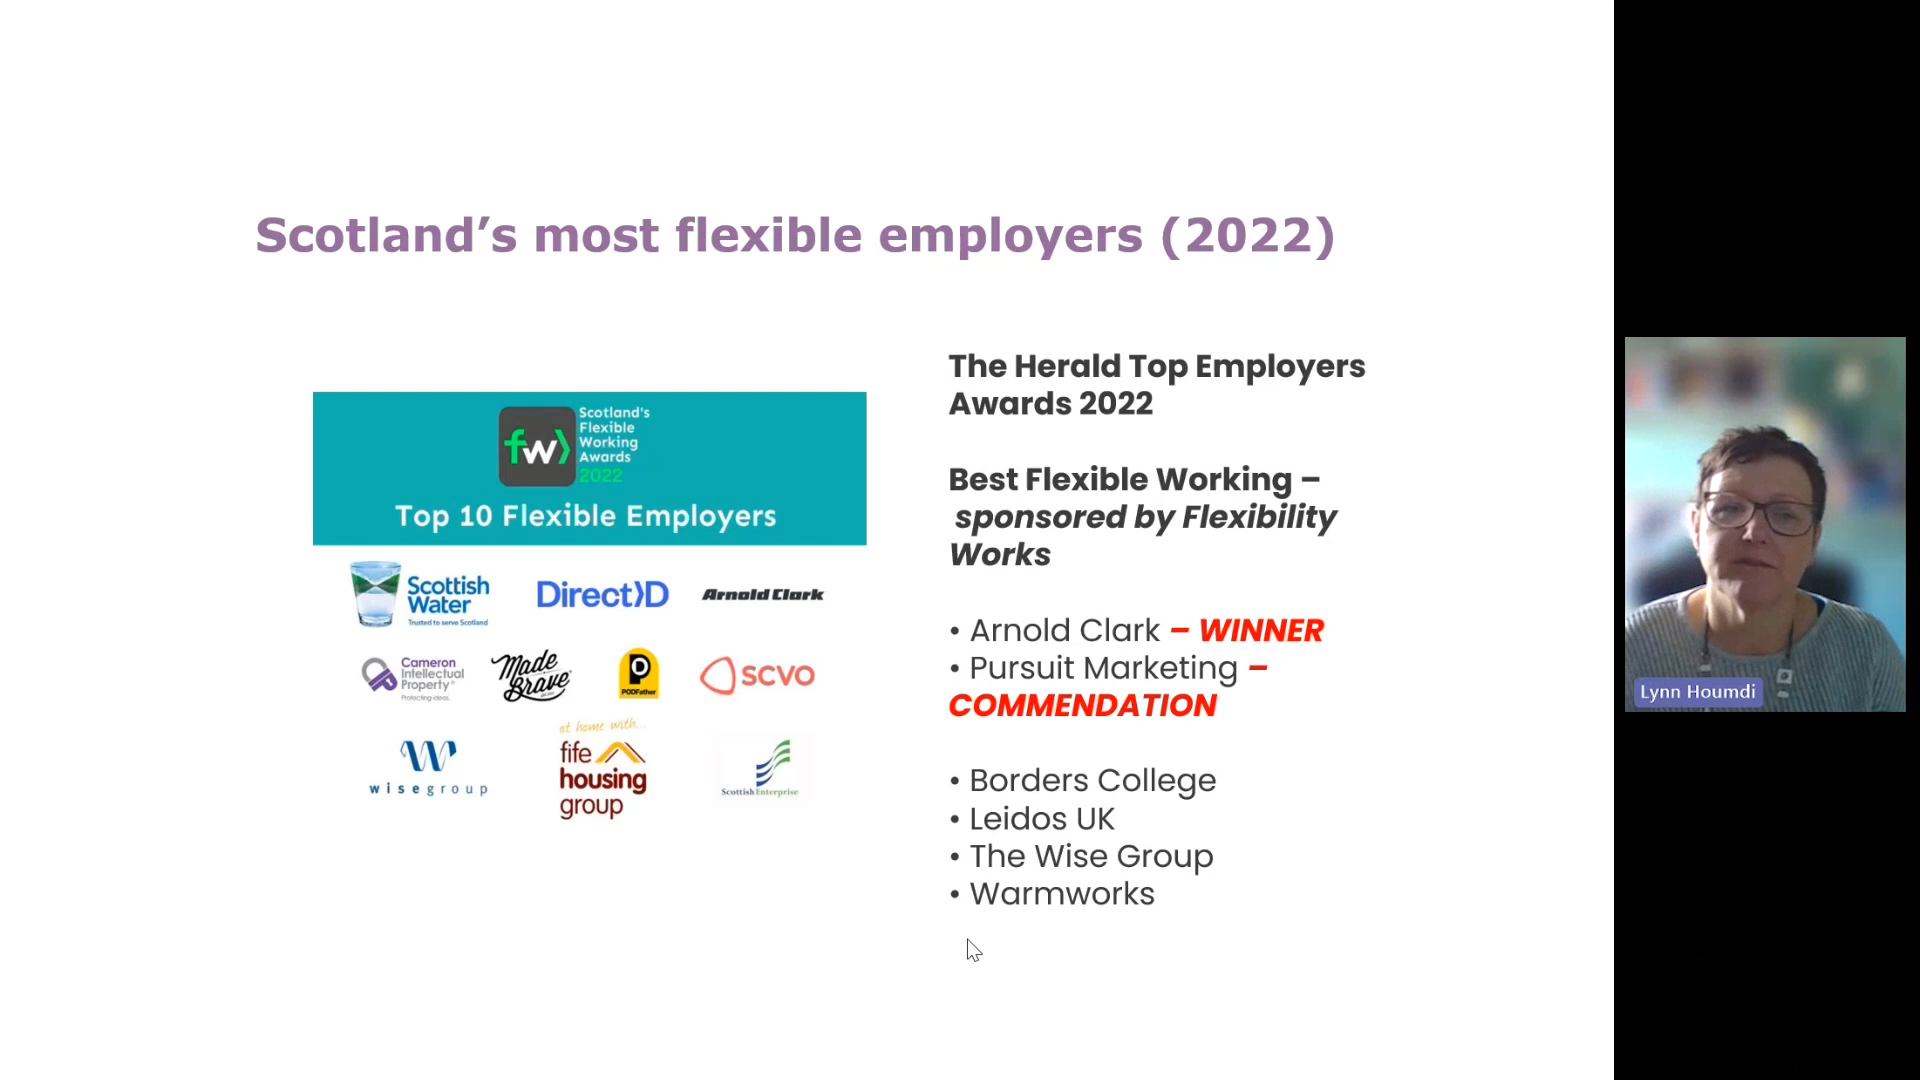 Scotland’s most flexible employers (2022)
fw
Scotland's
Flexible
Working
Awards
2022
Top 10 Flexible Employers
Scottish
Water
Trusted to serve Scotland
Direct)D
Arnold Clark
Cameron
Intellectual
Property®
Protecting ideas.
Made
Brave
PODFather
SCVO
wisegroup
at home with...
fife
housing
group
Scottish Enterprise
The Herald Top Employers
Awards 2022
Best Flexible Working –
sponsored by Flexibility
Works
• Arnold Clark – WINNER
• Pursuit Marketing –
COMMENDATION
• Borders College
• Leidos UK
• The Wise Group
• Warmworks
Lynn Houmdi